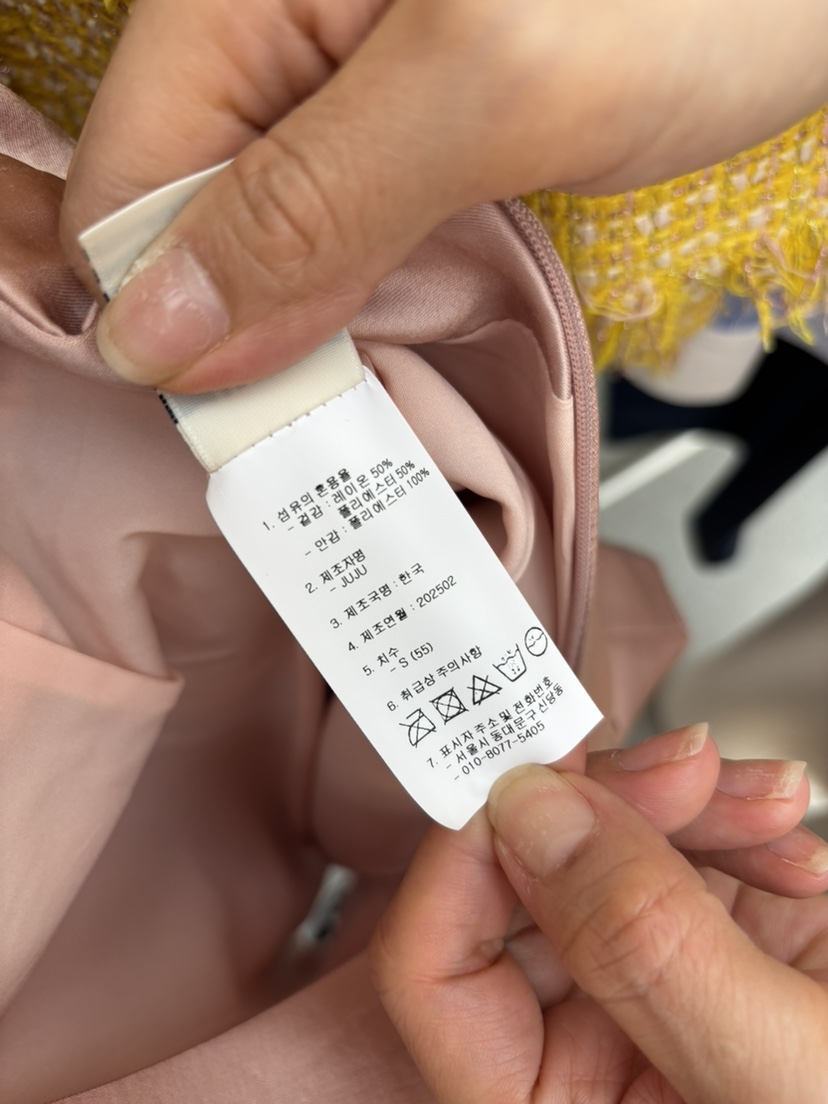 1. 섬유의 혼용율
- 겉감 : 레이온 50%
폴리에스터 50%
- 안감 : 폴리에스터 100%
2. 제조자명
- JUJU
3. 제조국명 : 한국
4. 제조연월 : 202502
5. 치수
- S (55)
6. 취급상 주의사항
7. 표시자 주소 및 전화번호
- 서울시 동대문구 신당동
- 010-8077-5405